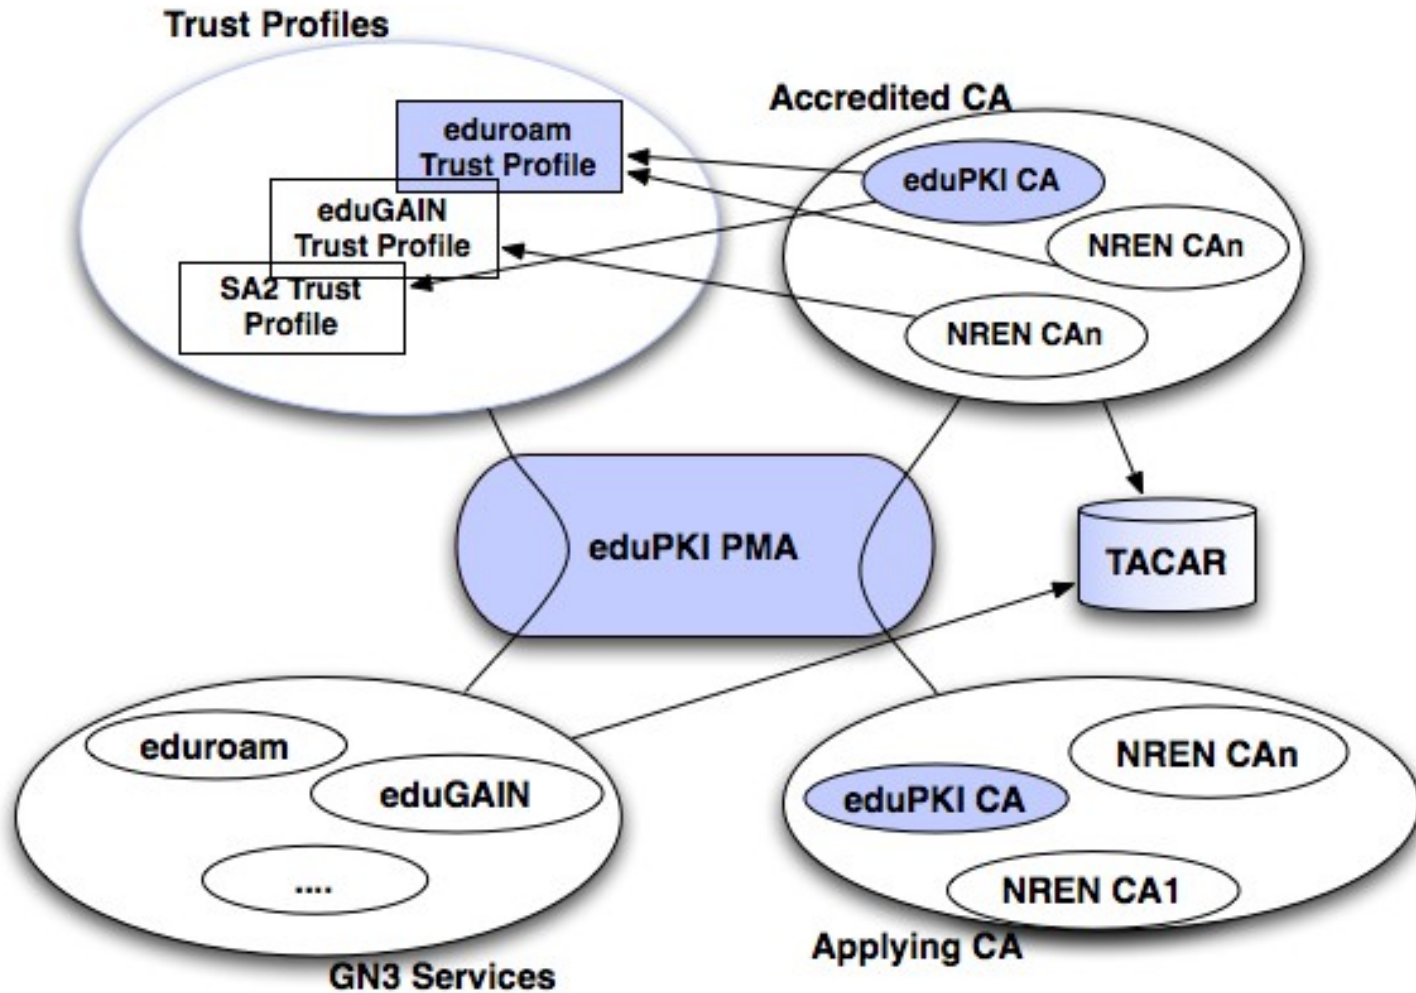 Trust Profiles
eduroam
Trust Profile
eduGAIN
Trust Profile
SA2 Trust
Profile
Accredited CA
eduPKI CA
NREN CAn
NREN CAn
eduPKI PMA
TACAR
eduroam
eduGAIN
....
GN3 Services
NREN CAn
eduPKI CA
NREN CA1
Applying CA